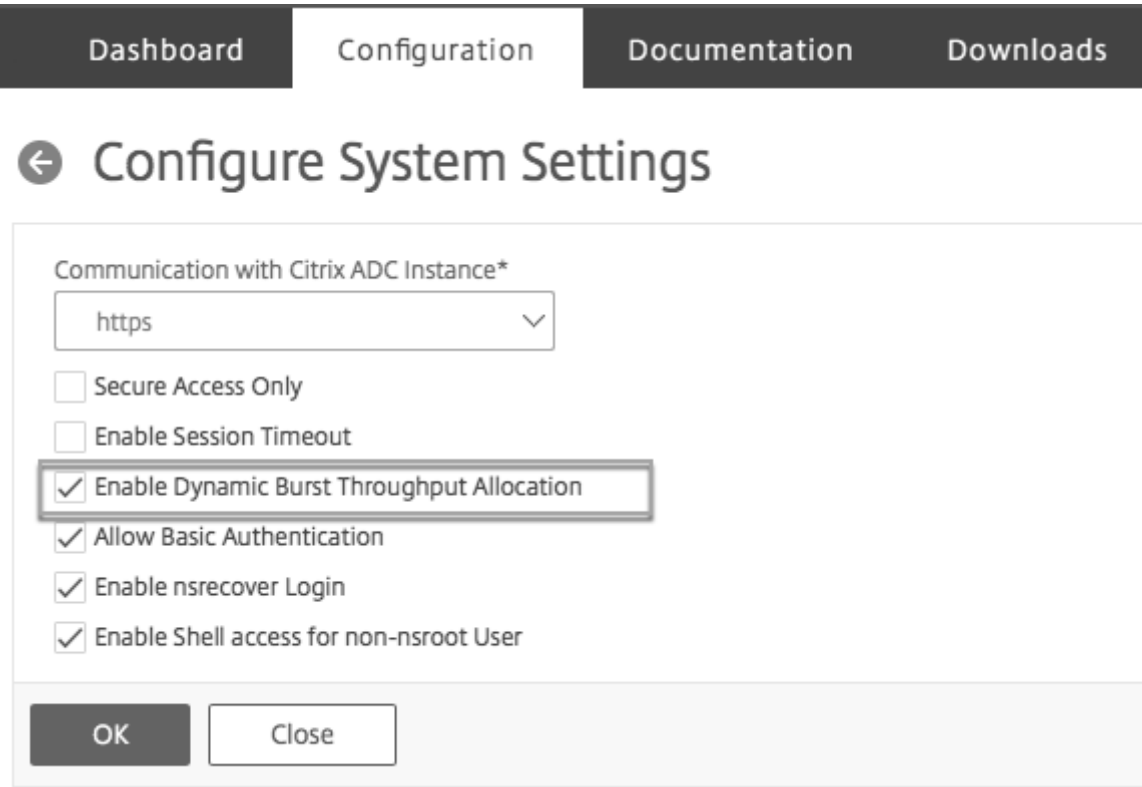 Dashboard Configuration Documentation Downloads
Configure System Settings
Communication with Citrix ADC Instance*
https
Secure Access Only
Enable Session Timeout
Enable Dynamic Burst Throughput Allocation
Allow Basic Authentication
Enable nsrecover Login
Enable Shell access for non-nsroot User
OK Close